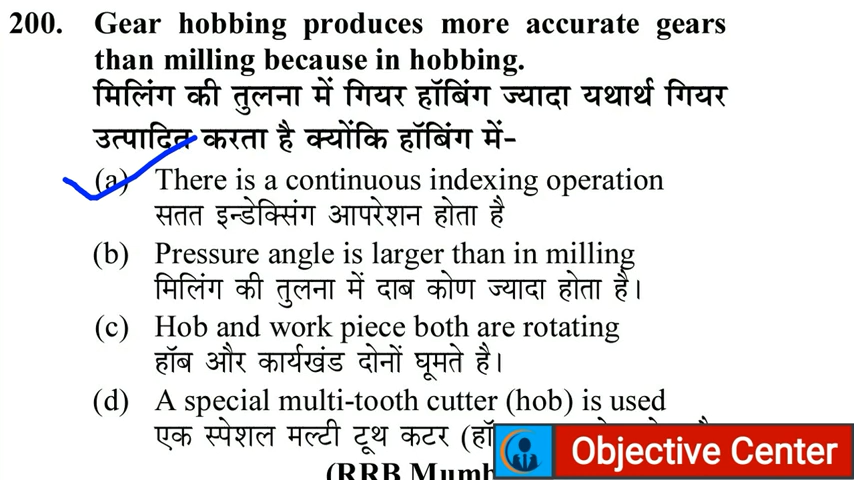 200. Gear hobbing produces more accurate gears
than milling because in hobbing.
मिलिंग की तुलना में गियर हॉबिंग ज्यादा यथार्थ गियर
उत्पादित करता है क्योंकि हॉबिंग में-
(a) There is a continuous indexing operation
सतत इन्डेक्सिंग आपरेशन होता है
(b) Pressure angle is larger than in milling
मिलिंग की तुलना में दाब कोण ज्यादा होता है।
(c) Hob and work piece both are rotating
हॉब और कार्यखंड दोनों घूमते है।
(d) A special multi-tooth cutter (hob) is used
एक स्पेशल मल्टी टूथ कटर
Objective Center
(RRB